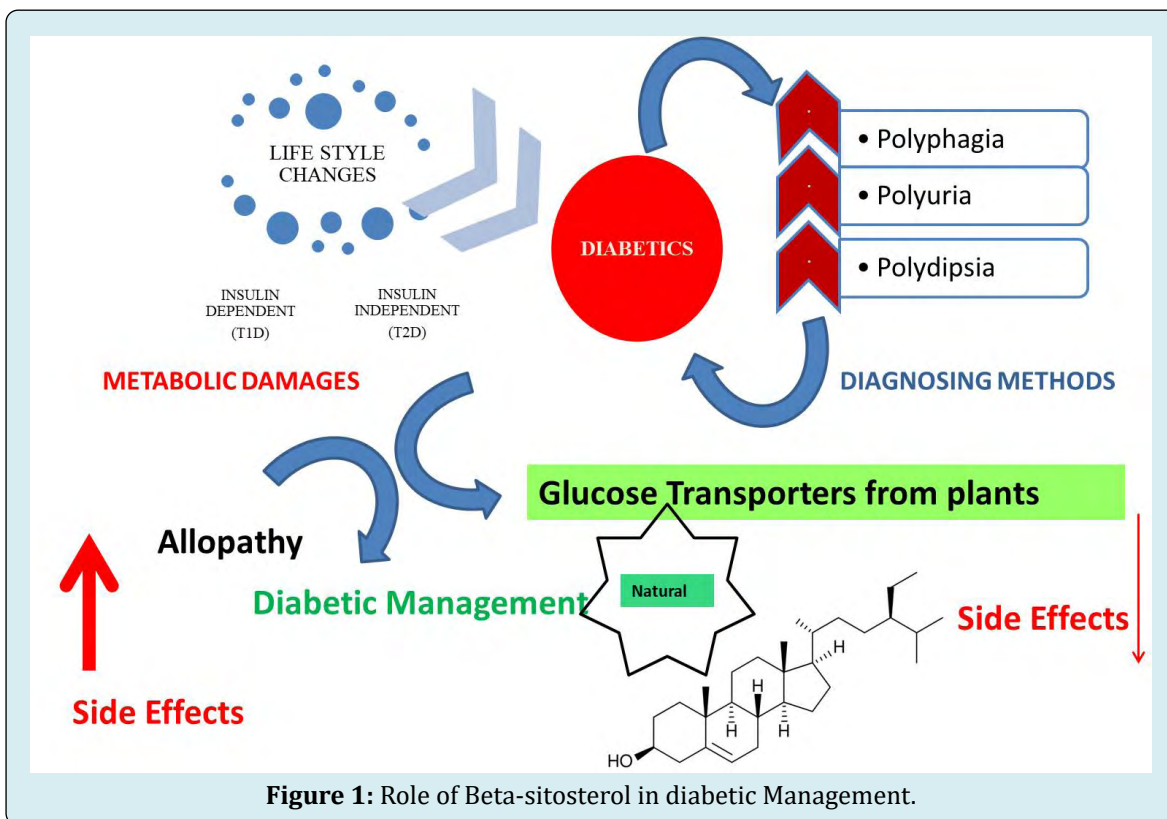 LIFE STYLE
CHANGES
INSULIN
DEPENDENT
(T1D)
INSULIN
INDEPENDENT
(T2D)
METABOLIC DAMAGES
DIABETICS
• Polyphagia
• Polyuria
• Polydipsia
DIAGNOSING METHODS
Allopathy
Diabetic Management
Side Effects
Glucose Transporters from plants
Natural
Side Effects
H
H
H
H
HO
Figure 1: Role of Beta-sitosterol in diabetic Management.